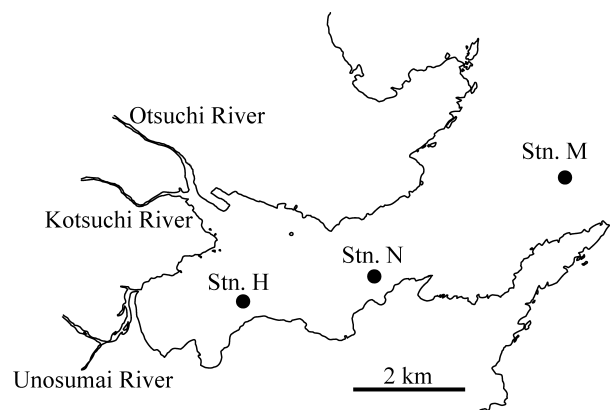 Otsuchi River
Stn. M
Kotsuchi River
Stn. N
Stn. H
Unosumai River
2 km